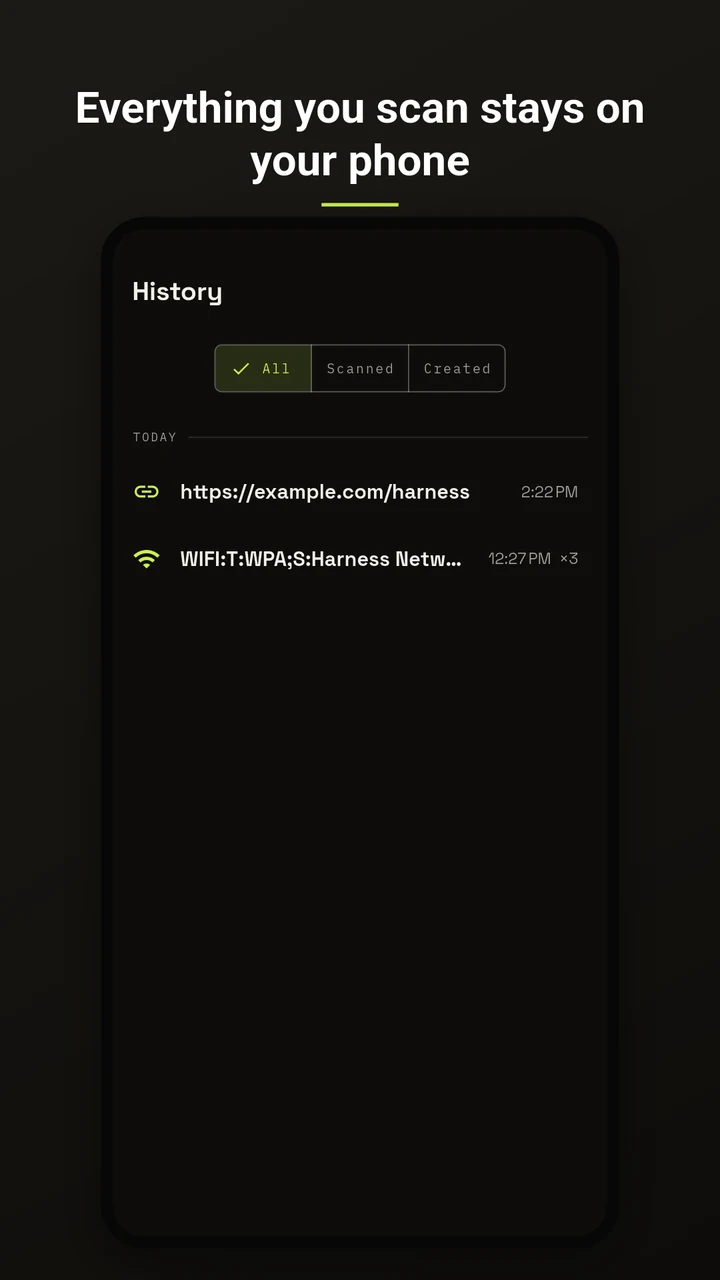 Everything you scan stays on
your phone
History
All Scanned Created
TODAY
https://example.com/harness 2:22 PM
WIFI:T:WPA;S:Harness Netw... 12:27 PM ×3